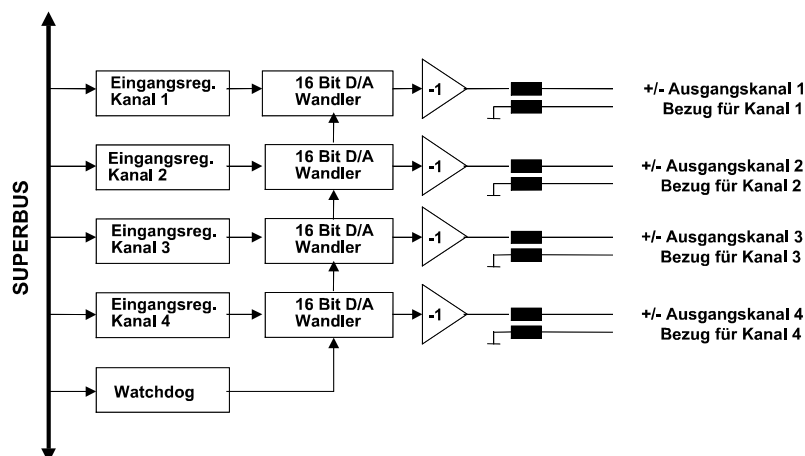 SUPERBUS
Eingangsreg.
Kanal 1
16 Bit D/A
Wandler
-1
+/- Ausgangskanal 1
Bezug für Kanal 1
Eingangsreg.
Kanal 2
16 Bit D/A
Wandler
-1
+/- Ausgangskanal 2
Bezug für Kanal 2
Eingangsreg.
Kanal 3
16 Bit D/A
Wandler
-1
+/- Ausgangskanal 3
Bezug für Kanal 3
Eingangsreg.
Kanal 4
16 Bit D/A
Wandler
-1
+/- Ausgangskanal 4
Bezug für Kanal 4
Watchdog